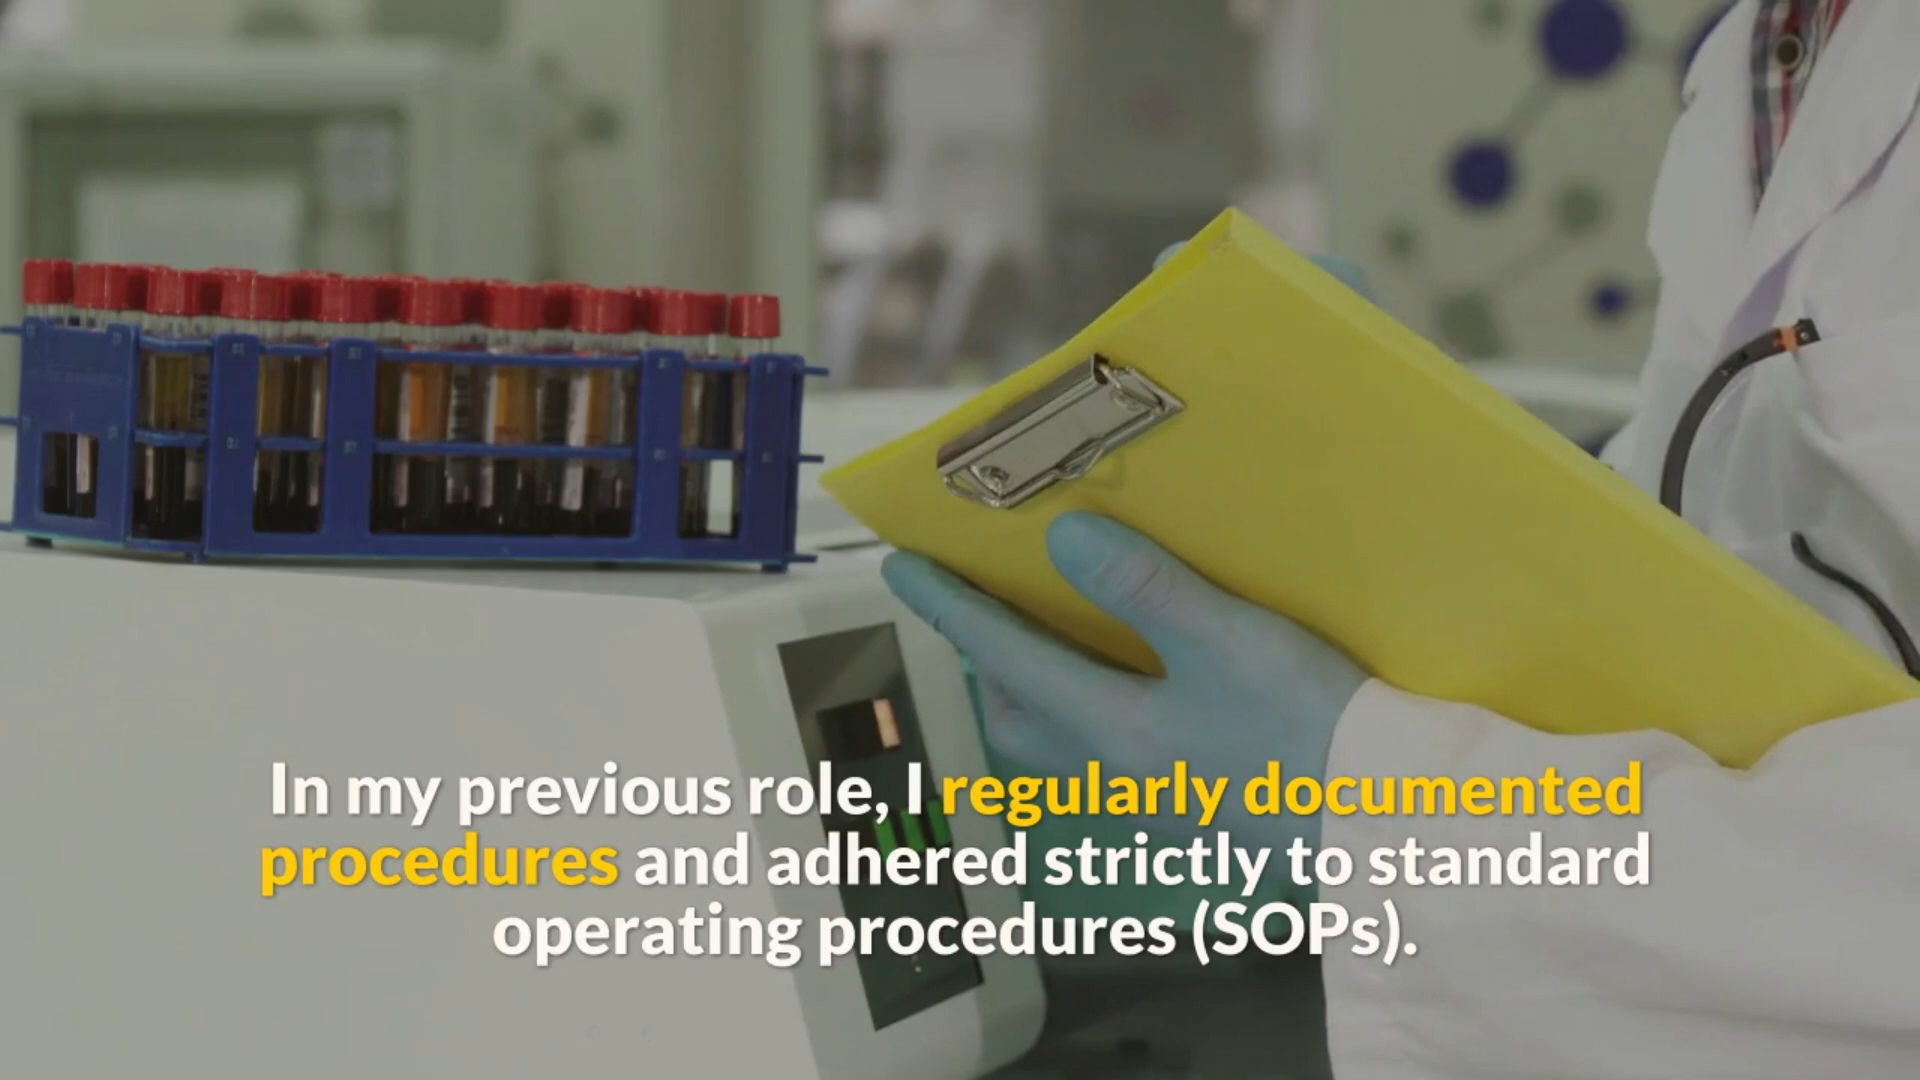 In my previous role, I regularly documented
procedures and adhered strictly to standard
operating procedures (SOPs).